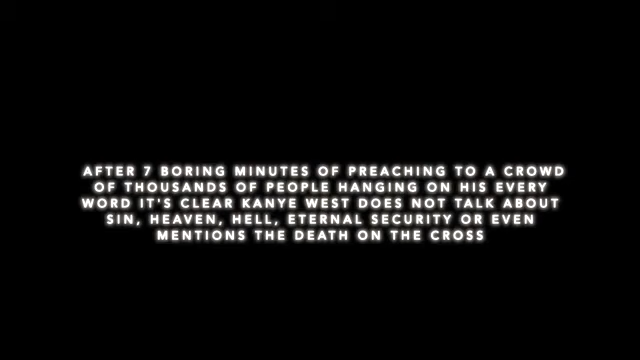 AFTER 7 BORING MINUTES OF PREACHING TO A CROWD
OF THOUSANDS OF PEOPLE HANGING ON HIS EVERY
WORD IT'S CLEAR KANYE WEST DOES NOT TALK ABOUT
SIN, HEAVEN, HELL, ETERNAL SECURITY OR EVEN
MENTIONS THE DEATH ON THE CROSS